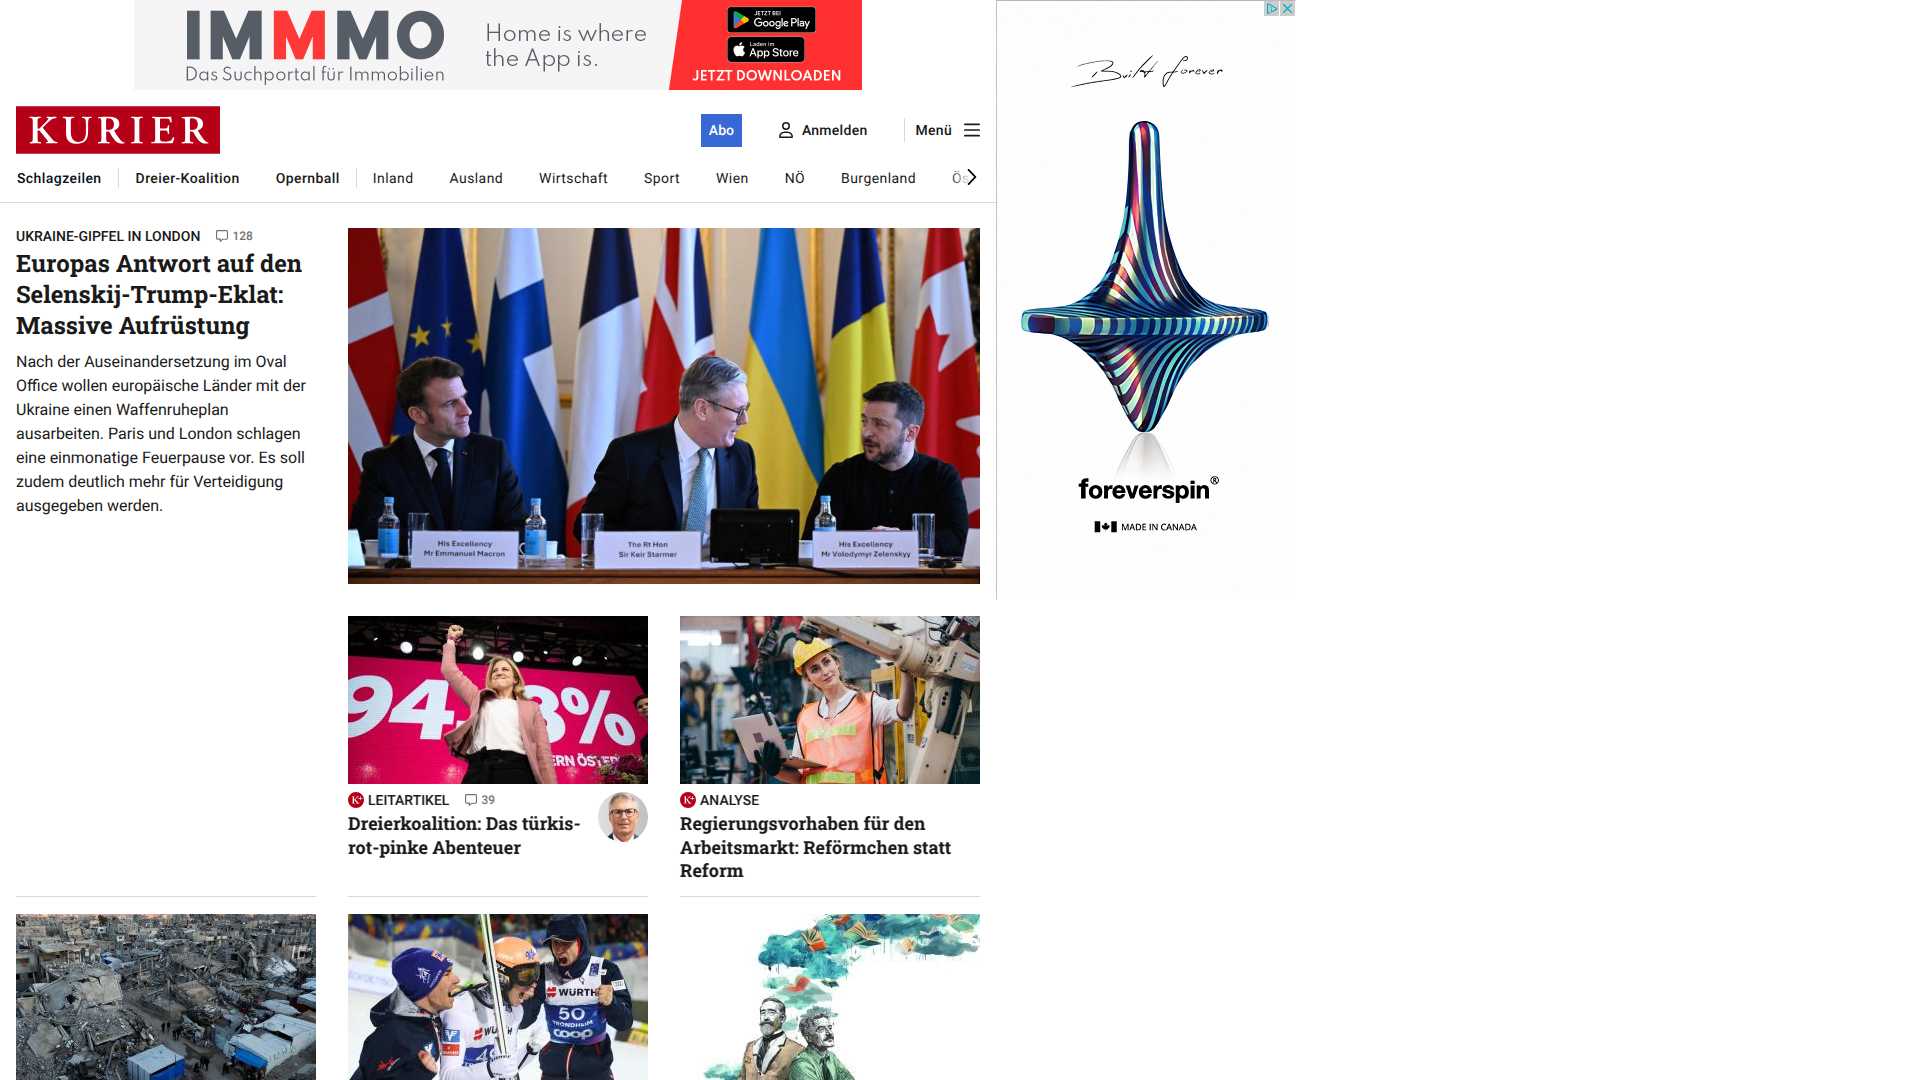 IMMMO
Das Suchportal für Immobilien
Home is where
the App is.
JETZT BEI
Google Play
Laden im
App Store
JETZT DOWNLOADEN
KURIER
Abo
Anmelden
Menü
Schlagzeilen
Dreier-Koalition
Opernball
Inland
Ausland
Wirtschaft
Sport
Wien
NÖ
Burgenland
UKRAINE-GIPFEL IN LONDON 128
Europas Antwort auf den
Selenskij-Trump-Eklat:
Massive Aufrüstung
Nach der Auseinandersetzung im Oval
Office wollen europäische Länder mit der
Ukraine einen Waffenruheplan
ausarbeiten. Paris und London schlagen
eine einmonatige Feuerpause vor. Es soll
zudem deutlich mehr für Verteidigung
ausgegeben werden.
His Excellency
Mr Emmanuel Macron
The Rt Hon
Sir Keir Starmer
His Excellency
Mr Volodymyr Zelenskyy
K+ LEITARTIKEL 39
Dreierkoalition: Das türkis-
rot-pinke Abenteuer
K+ ANALYSE
Regierungsvorhaben für den
Arbeitsmarkt: Reförmchen statt
Reform
WÜRTH
50
TRONDHEIM
coop
Built forever
foreverspin®
MADE IN CANADA